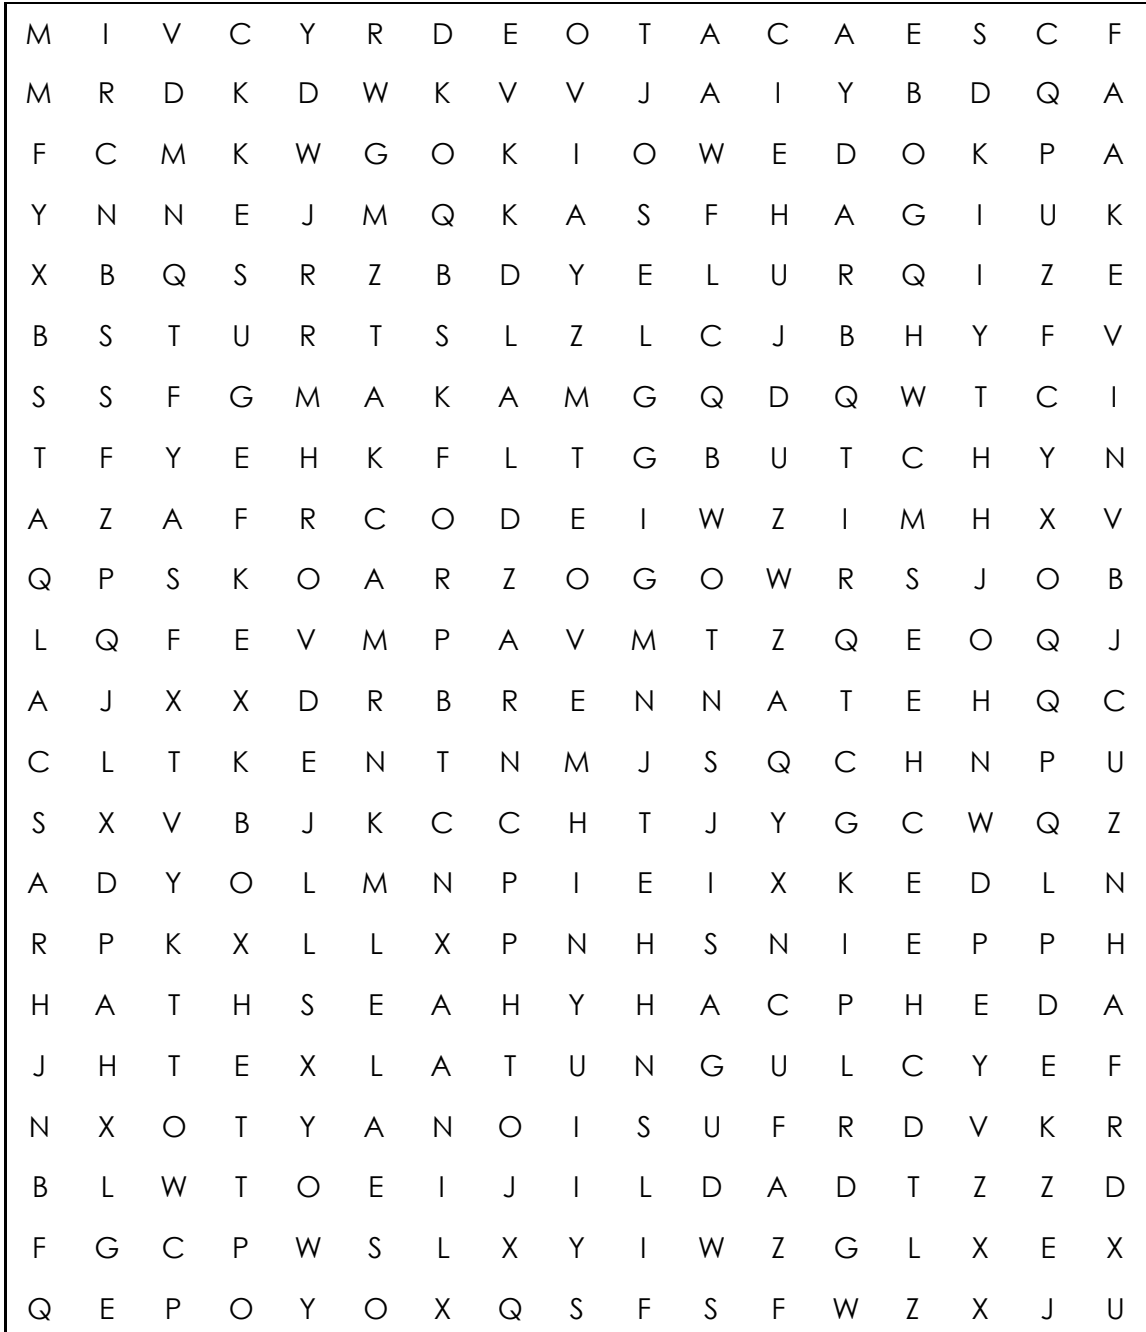 M I V C Y R D E O T A C A E S C F
M R D K D W K V V J A I Y B D Q A
F C M K W G O K I O W E D O K P A
Y N N E J M Q K A S F H A G I U K
X B Q S R Z B D Y E L U R Q I Z E
B S T U R T S L Z L C J B H Y F V
S S F G M A K A M G Q D Q W T C I
T F Y E H K F L T G B U T C H Y N
A Z A F R C O D E I W Z I M H X V
Q P S K O A R Z O G O W R S J O B
L Q F E V M P A V M T Z Q E O Q J
A J X X D R B R E N N A T E H Q C
C L T K E N T N M J S Q C H N P U
S X V B J K C C H T J Y G C W Q Z
A D Y O L M N P I E I X K E D L N
R P K X L L X P N H S N I E P P H
H A T H S E A H Y H A C P H E D A
J H T E X L A T U N G U L C Y E F
N X O T Y A N O I S U F R D V K R
B L W T O E I J I L D A D T Z Z D
F G C P W S L X Y I W Z G L X E X
Q E P O Y O X Q S F S F W Z X J U